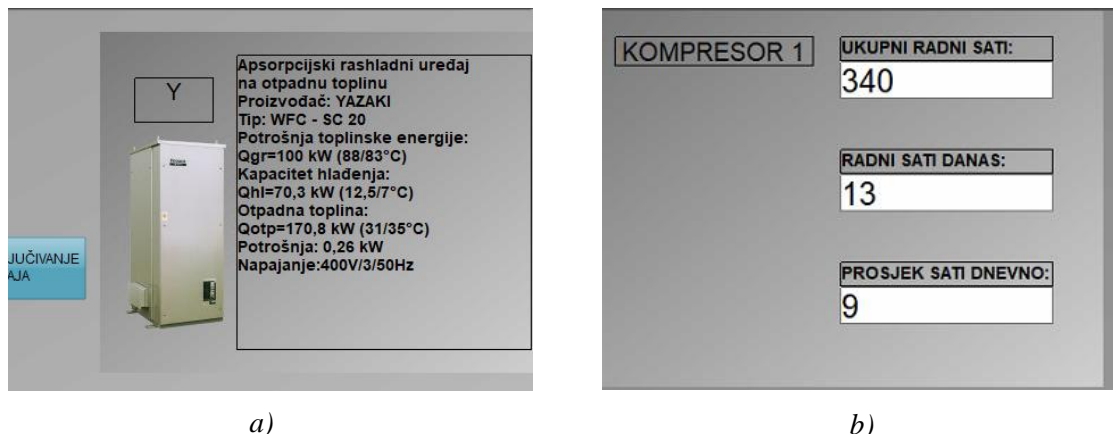 Y
Apsorpcijski rashladni uređaj
na otpadnu toplinu
Proizvođač: YAZAKI
Tip: WFC - SC 20
Potrošnja toplinske energije:
Qgr=100 kW (88/83°C)
Kapacitet hlađenja:
Qhl=70,3 kW (12,5/7°C)
Otpadna toplina:
Qotp=170,8 kW (31/35°C)
Potrošnja: 0,26 kW
Napajanje:400V/3/50Hz
JUČIVANJE
AJA
a)
KOMPRESOR 1
UKUPNI RADNI SATI:
340
RADNI SATI DANAS:
13
PROSJEK SATI DNEVNO:
9
b)